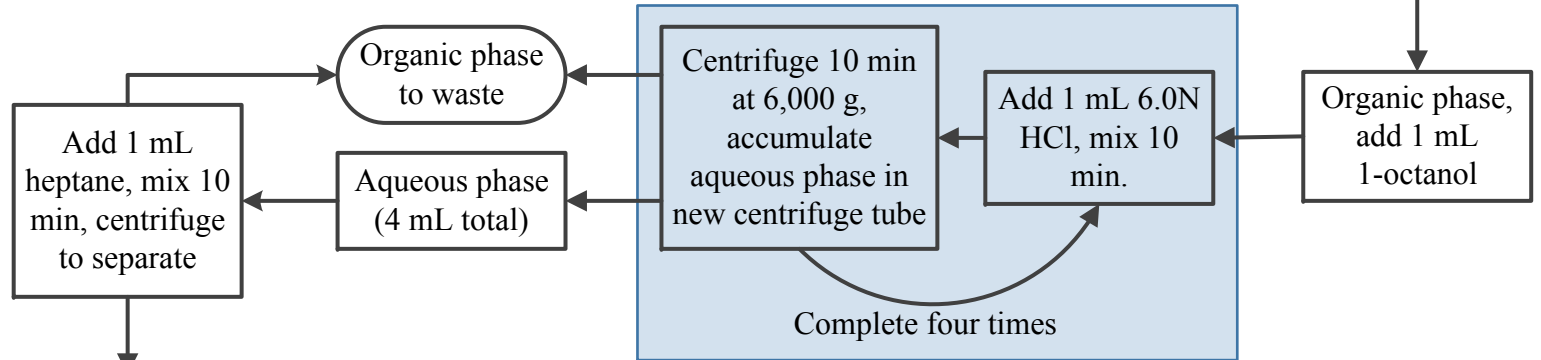 Organic phase
to waste
Centrifuge 10 min
at 6,000 g,
accumulate
aqueous phase in
new centrifuge tube
Add 1 mL 6.0N
HCl, mix 10
min.
Organic phase,
add 1 mL
1-octanol
Add 1 mL
heptane, mix 10
min, centrifuge
to separate
Aqueous phase
(4 mL total)
Complete four times